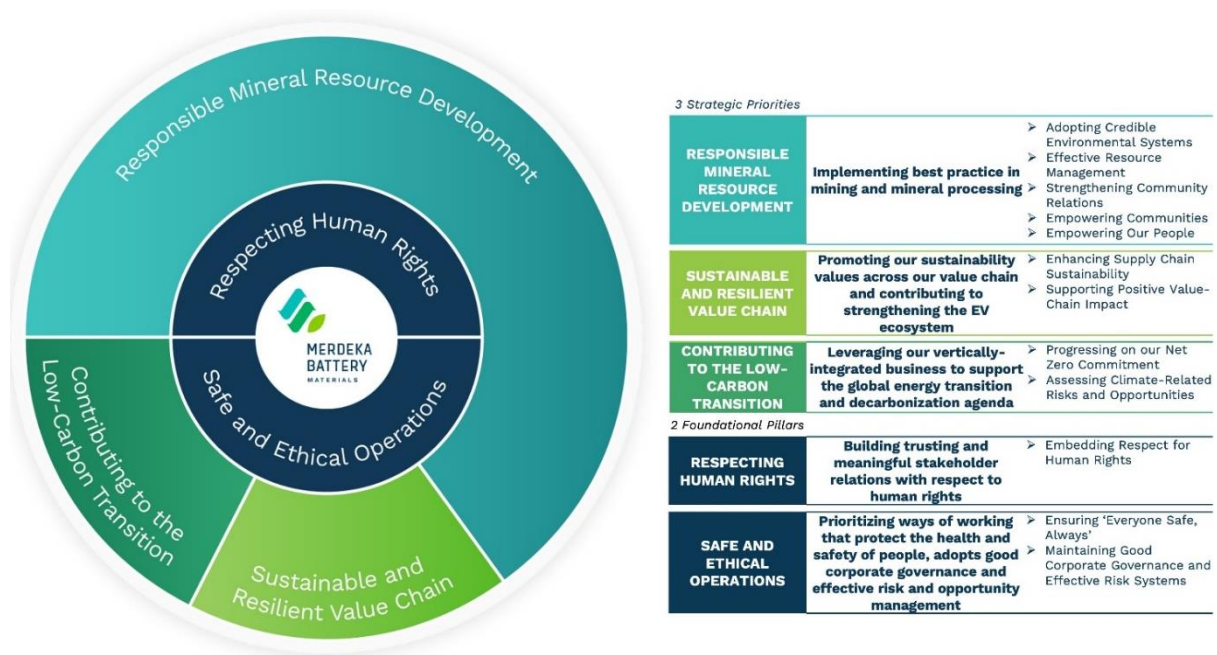 Responsible Mineral Resource Development
Respecting Human Rights
MERDEKA
BATTERY
MATERIALS
Safe and Ethical Operations
Contributing to the
Low-Carbon Transition
Sustainable and
Resilient Value Chain
3 Strategic Priorities
RESPONSIBLE
MINERAL
RESOURCE
DEVELOPMENT
Implementing best practice in
mining and mineral processing
➢ Adopting Credible
Environmental Systems
➢ Effective Resource
Management
➢ Strengthening Community
Relations
➢ Empowering Communities
➢ Empowering Our People
SUSTAINABLE
AND RESILIENT
VALUE CHAIN
Promoting our sustainability
values across our value chain
and contributing to
strengthening the EV
ecosystem
➢ Enhancing Supply Chain
Sustainability
➢ Supporting Positive Value-
Chain Impact
CONTRIBUTING
TO THE LOW-
CARBON
TRANSITION
Leveraging our vertically-
integrated business to support
the global energy transition
and decarbonization agenda
➢ Progressing on our Net
Zero Commitment
➢ Assessing Climate-Related
Risks and Opportunities
2 Foundational Pillars
RESPECTING
HUMAN RIGHTS
Building trusting and
meaningful stakeholder
relations with respect to
human rights
➢ Embedding Respect for
Human Rights
SAFE AND
ETHICAL
OPERATIONS
Prioritizing ways of working
that protect the health and
safety of people, adopts good
corporate governance and
effective risk and opportunity
management
➢ Ensuring ‘Everyone Safe,
Always’
➢ Maintaining Good
Corporate Governance and
Effective Risk Systems